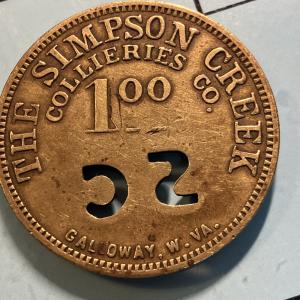 THE SIMPSON CREEK
COLLIERIES CO.
1.00
GALLOWAY, W. VA.